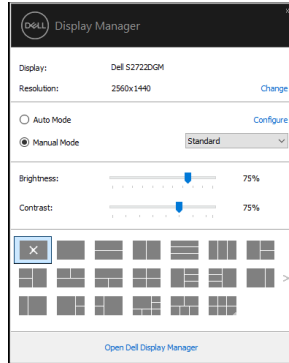 DELL Display Manager
Display: Dell S2722DGM
Resolution: 2560x1440 Change
Auto Mode Configure
Manual Mode Standard
Brightness: 75%
Contrast: 75%
Open Dell Display Manager